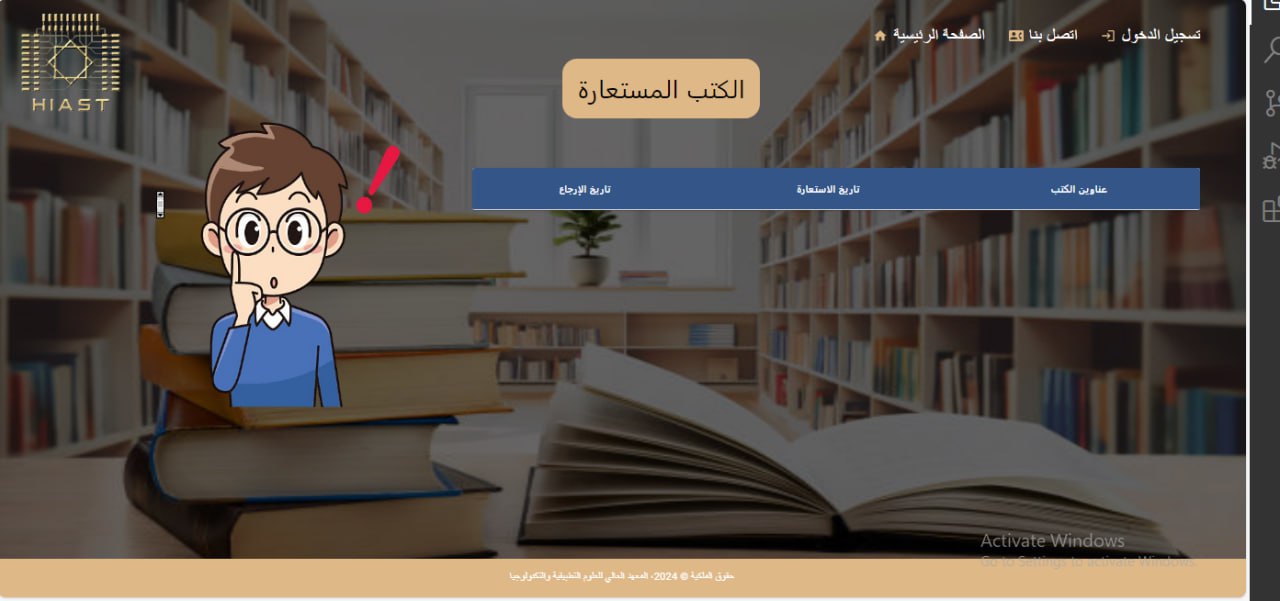 HIAST
تسجيل الدخول
اتصل بنا
الصفحة الرئيسية
الكتب المستعارة
عناوين الكتب
تاريخ الاستعارة
تاريخ الإرجاع
Activate Windows
Go to Settings to activate Windows.
حقوق الملكية © 2024، المعهد العالي للعلوم التطبيقية والتكنولوجيا